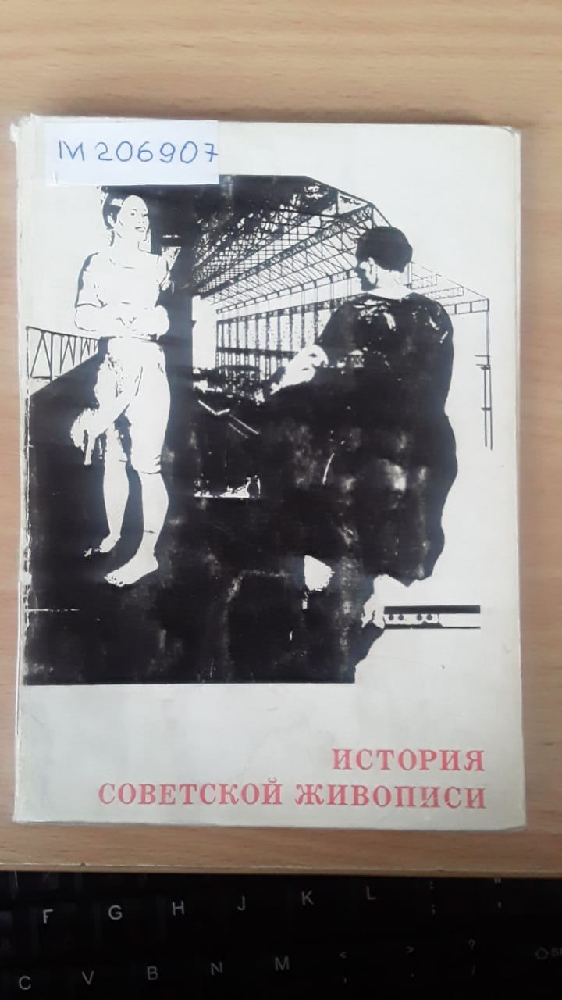 М 206907
ИСТОРИЯ
СОВЕТСКОЙ ЖИВОПИСИ
F G H J K L : ;
C V B N M < , > . ? /